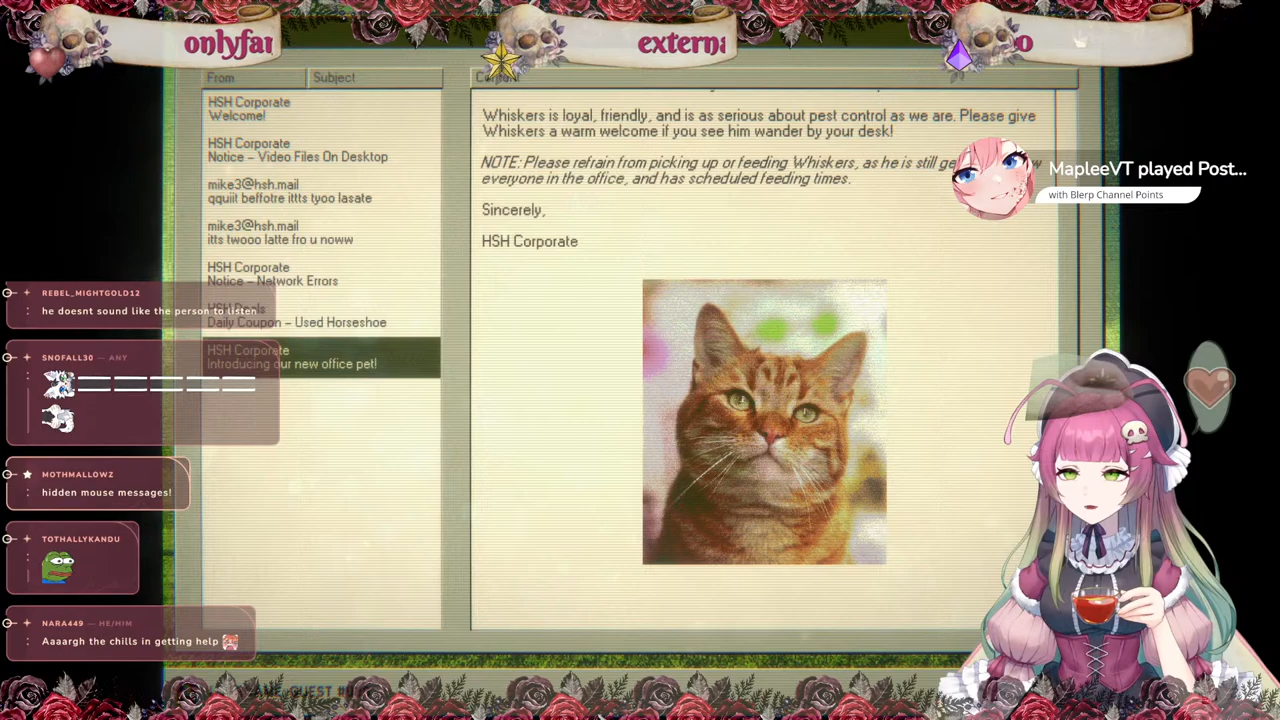 onlyfan
externa
o
From
Subject
Content
HSH Corporate
Welcome!
HSH Corporate
Notice – Video Files On Desktop
mike3@hsh.mail
qquiit beffotre ittts tyoo lasate
mike3@hsh.mail
itts twooo latte fro u noww
HSH Corporate
Notice – Network Errors
HSH Deals
Daily Coupon – Used Horseshoe
HSH Corporate
Introducing our new office pet!
Whiskers is loyal, friendly, and is as serious about pest control as we are. Please give
Whiskers a warm welcome if you see him wander by your desk!
NOTE: Please refrain from picking up or feeding Whiskers, as he is still
everyone in the office, and has scheduled feeding times.
Sincerely,
HSH Corporate
MapleeVT played Post...
with Blerp Channel Points
REBEL_MIGHTGOLD12
he doesnt sound like the person to listen
SNOFALL30 — ANY
MOTHMALLOWZ
hidden mouse messages!
TOTHALLYKANDU
NARA449 — HE/HIM
Aaaargh the chills in getting help